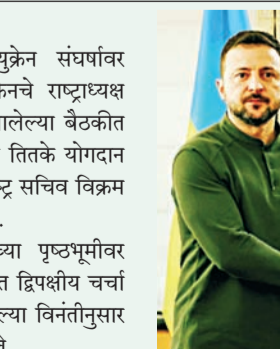 युक्रेन संघर्षावर
नचे राष्ट्राध्यक्ष
ालेल्या बैठकीत
तितके योगदान
ट्र सचिव विक्रम
च्या पृष्ठभूमीवर
त द्विपक्षीय चर्चा
ल्या विनंतीनुसार